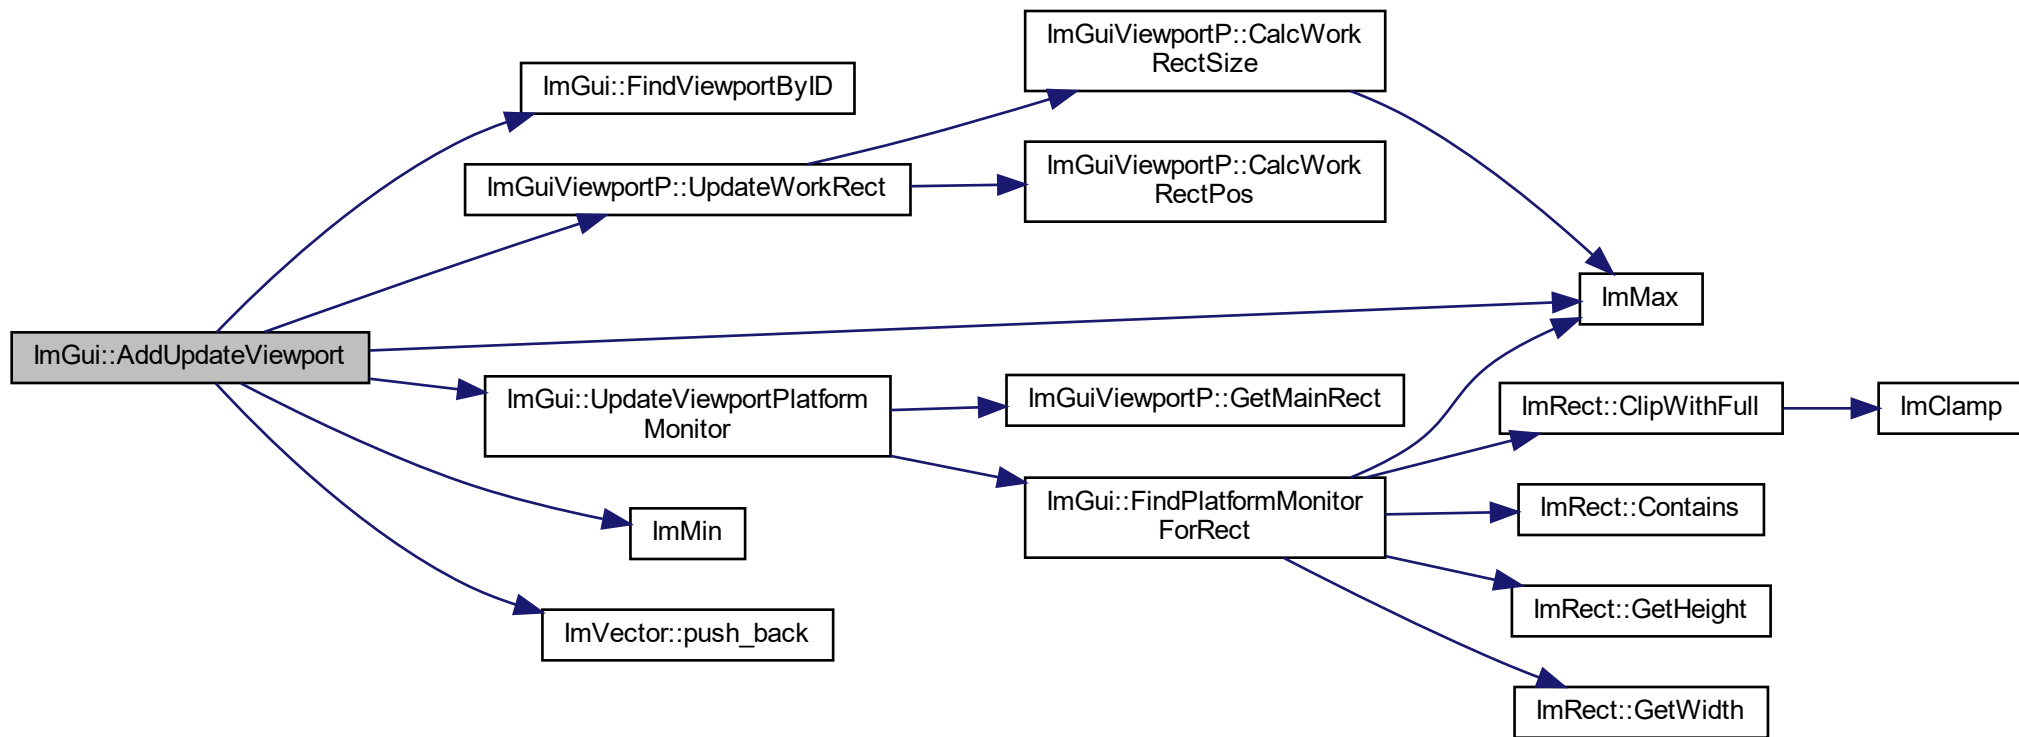 ImGuiViewportP::CalcWork
RectSize
ImGui::FindViewportByID
ImGuiViewportP::CalcWork
RectPos
ImGuiViewportP::UpdateWorkRect
ImMax
ImGui::AddUpdateViewport
ImGui::UpdateViewportPlatform
Monitor
ImGuiViewportP::GetMainRect
ImRect::ClipWithFull
ImClamp
ImGui::FindPlatformMonitor
ForRect
ImRect::Contains
ImMin
ImRect::GetHeight
ImVector::push_back
ImRect::GetWidth